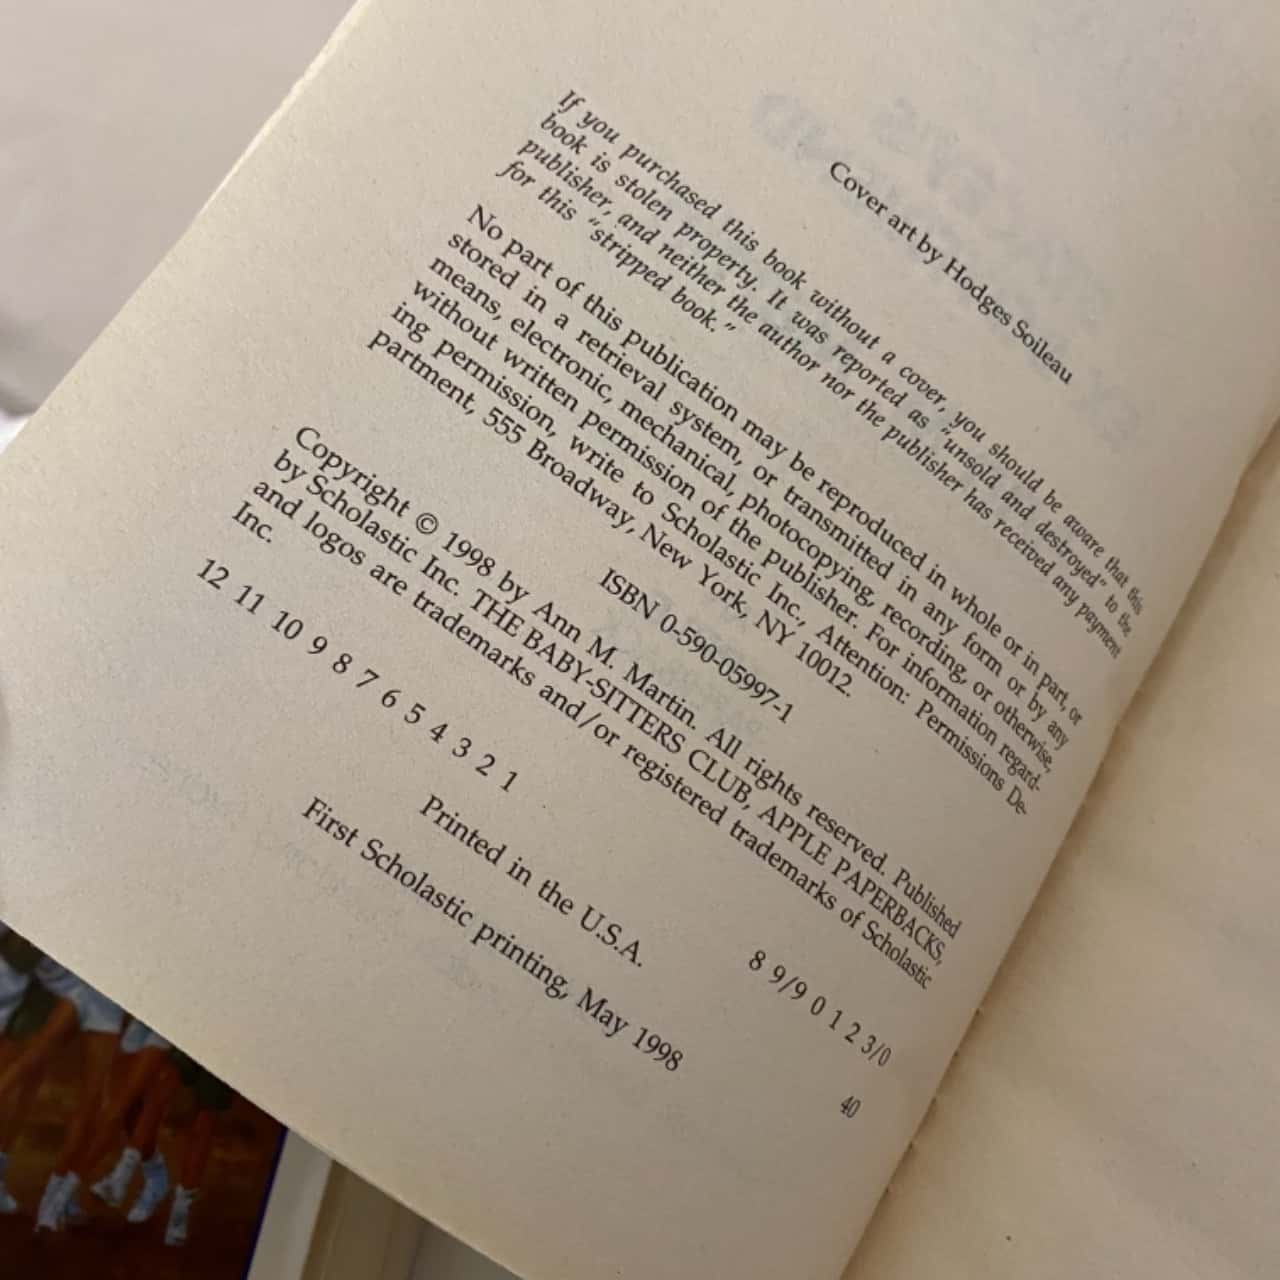 Cover art by Hodges Soileau
If you purchased this book without a cover, you should be aware that this
book is stolen property. It was reported as "unsold and destroyed" to the
publisher, and neither the author nor the publisher has received any payment
for this "stripped book."
No part of this publication may be reproduced in whole or in part, or
stored in a retrieval system, or transmitted in any form or by any
means, electronic, mechanical, photocopying, recording, or otherwise,
without written permission of the publisher. For information regard-
ing permission, write to Scholastic Inc., Attention: Permissions De-
partment, 555 Broadway, New York, NY 10012.
ISBN 0-590-05997-1
Copyright © 1998 by Ann M. Martin. All rights reserved. Published
by Scholastic Inc. THE BABY-SITTERS CLUB, APPLE PAPERBACKS,
and logos are trademarks and/or registered trademarks of Scholastic
Inc.
12 11 10 9 8 7 6 5 4 3 2 1 8 9/9 0 1 2 3/0
Printed in the U.S.A. 40
First Scholastic printing, May 1998